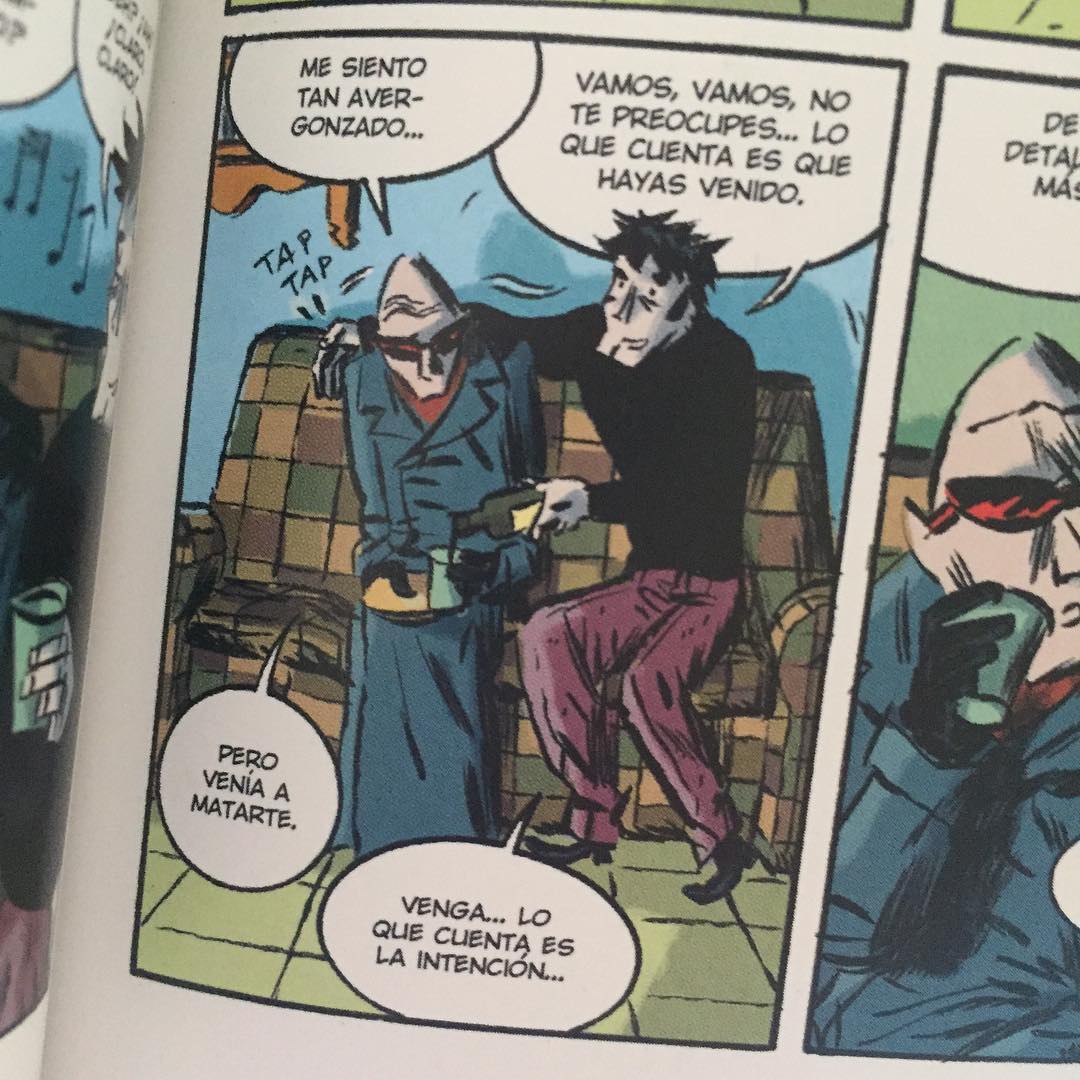 ¡CLARO!
CLARO!
ME SIENTO
TAN AVER-
GONZADO...
VAMOS, VAMOS, NO
TE PREOCUPES... LO
QUE CUENTA ES QUE
HAYAS VENIDO.
TAP
TAP
PERO
VENÍA A
MATARTE.
VENGA... LO
QUE CUENTA ES
LA INTENCIÓN...
DE
DETAL
MÁS